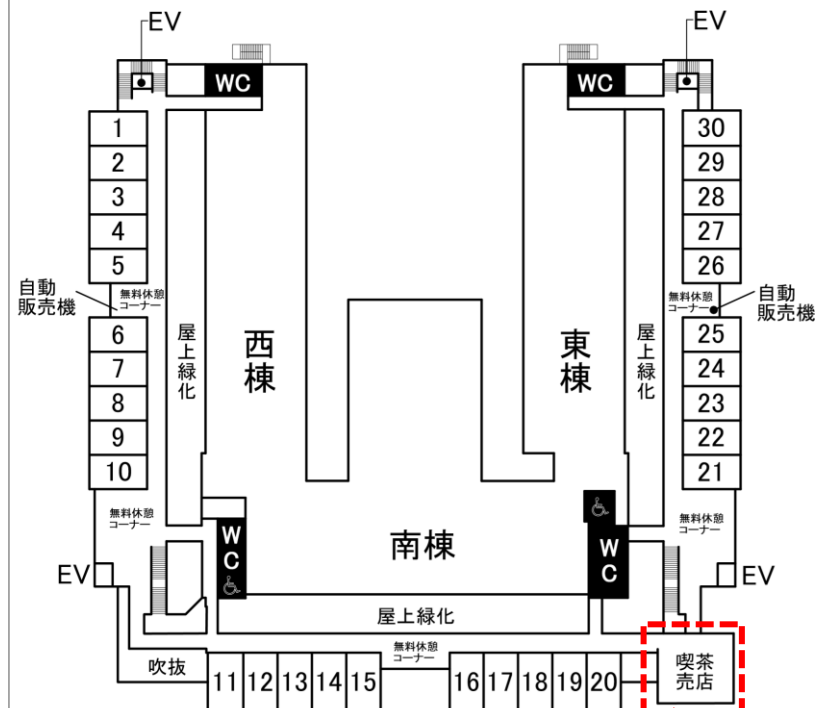 EV
EV
WC
WC
1
2
3
4
5
30
29
28
27
26
自動
販売機
無料休憩
コーナー
無料休憩
コーナー
自動
販売機
6
7
8
9
10
25
24
23
22
21
屋上緑化
西棟
東棟
屋上緑化
無料休憩
コーナー
無料休憩
コーナー
WC
南棟
WC
EV
EV
屋上緑化
吹抜
無料休憩
コーナー
喫茶
売店
11 12 13 14 15
16 17 18 19 20